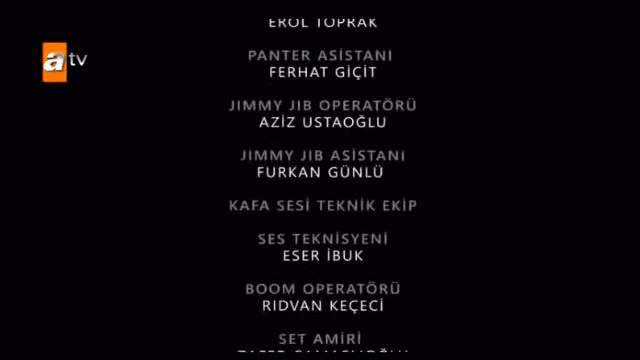 EROL TOPRAK
atv
PANTER ASİSTANI
FERHAT GİÇİT
JIMMY JIB OPERATÖRÜ
AZİZ USTAOĞLU
JIMMY JIB ASİSTANI
FURKAN GÜNLÜ
KAFA SESİ TEKNİK EKİP
SES TEKNİSYENİ
ESER İBUK
BOOM OPERATÖRÜ
RIDVAN KEÇECİ
SET AMİRİ